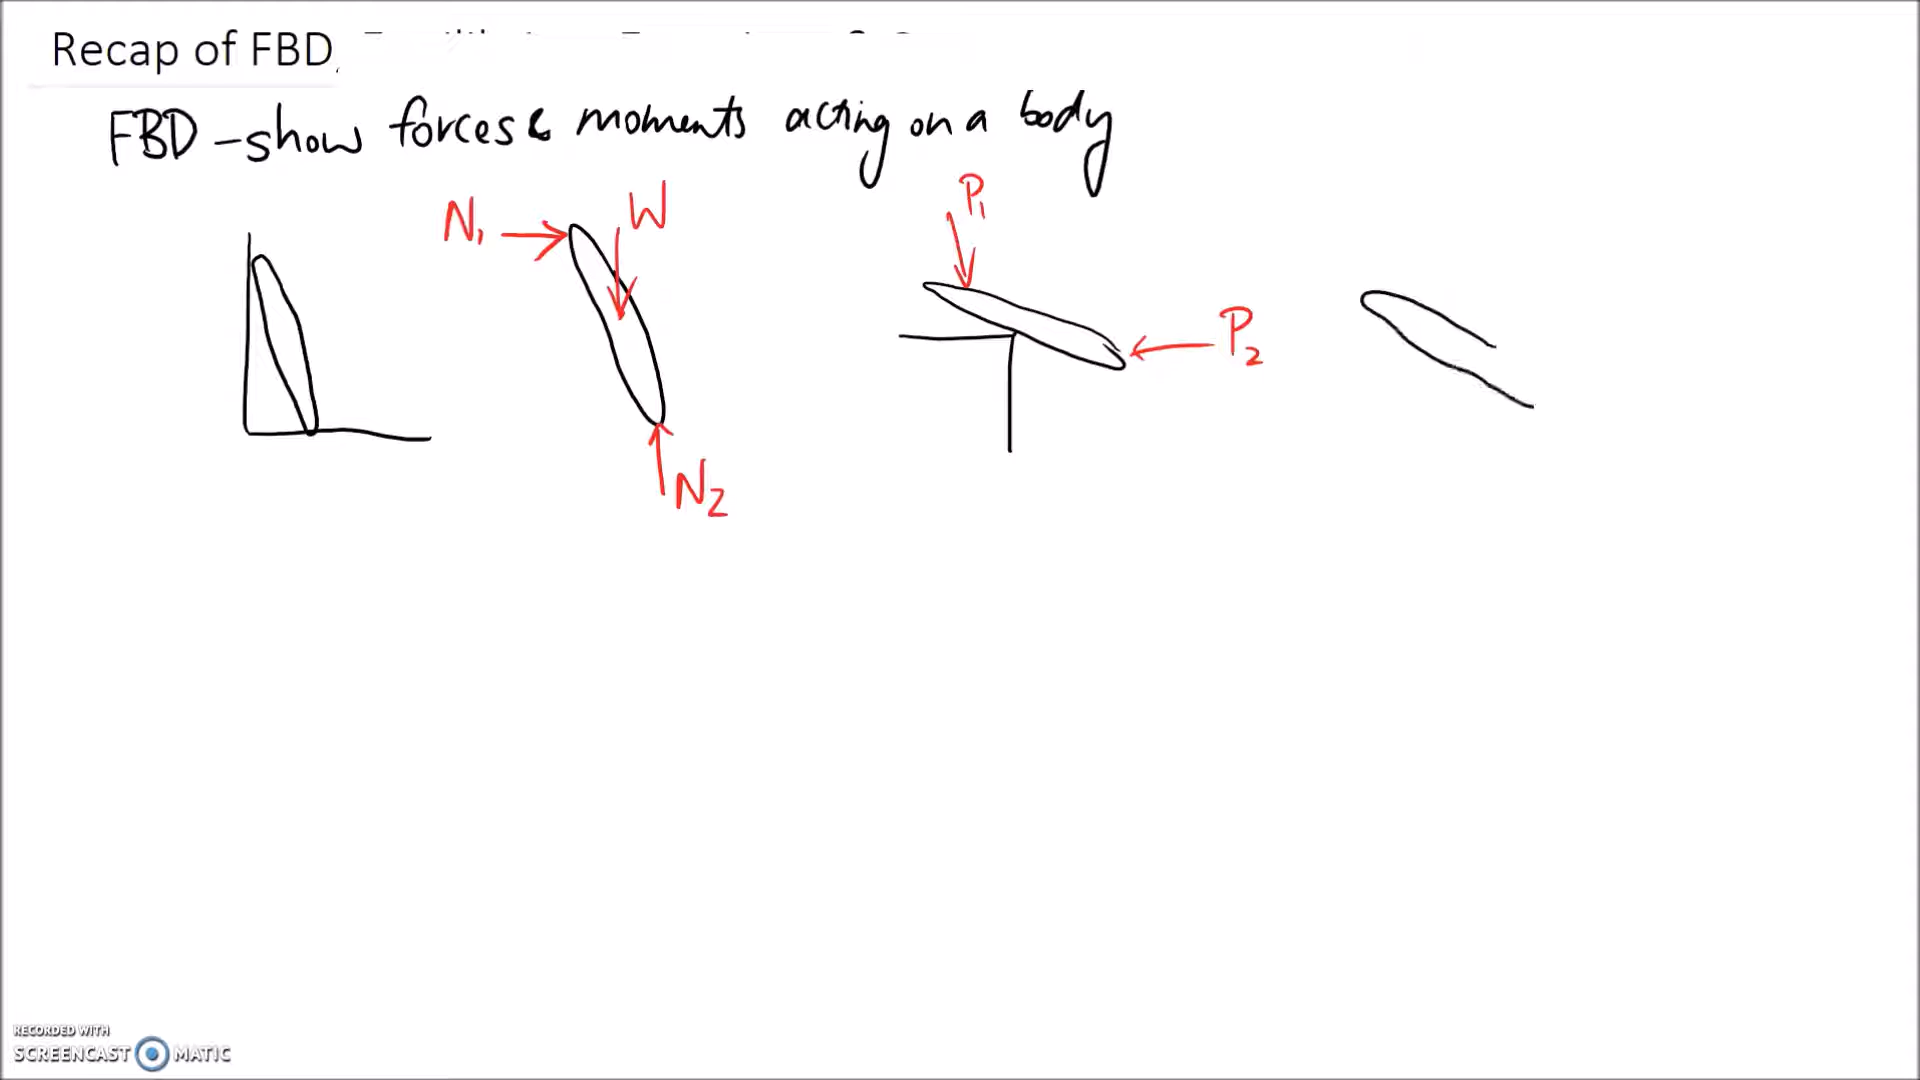 Recap of FBD,
FBD - show forces & moments acting on a body
N₁
W
P₁
P₂
N₂
RECORDED WITH
SCREENCAST MATIC